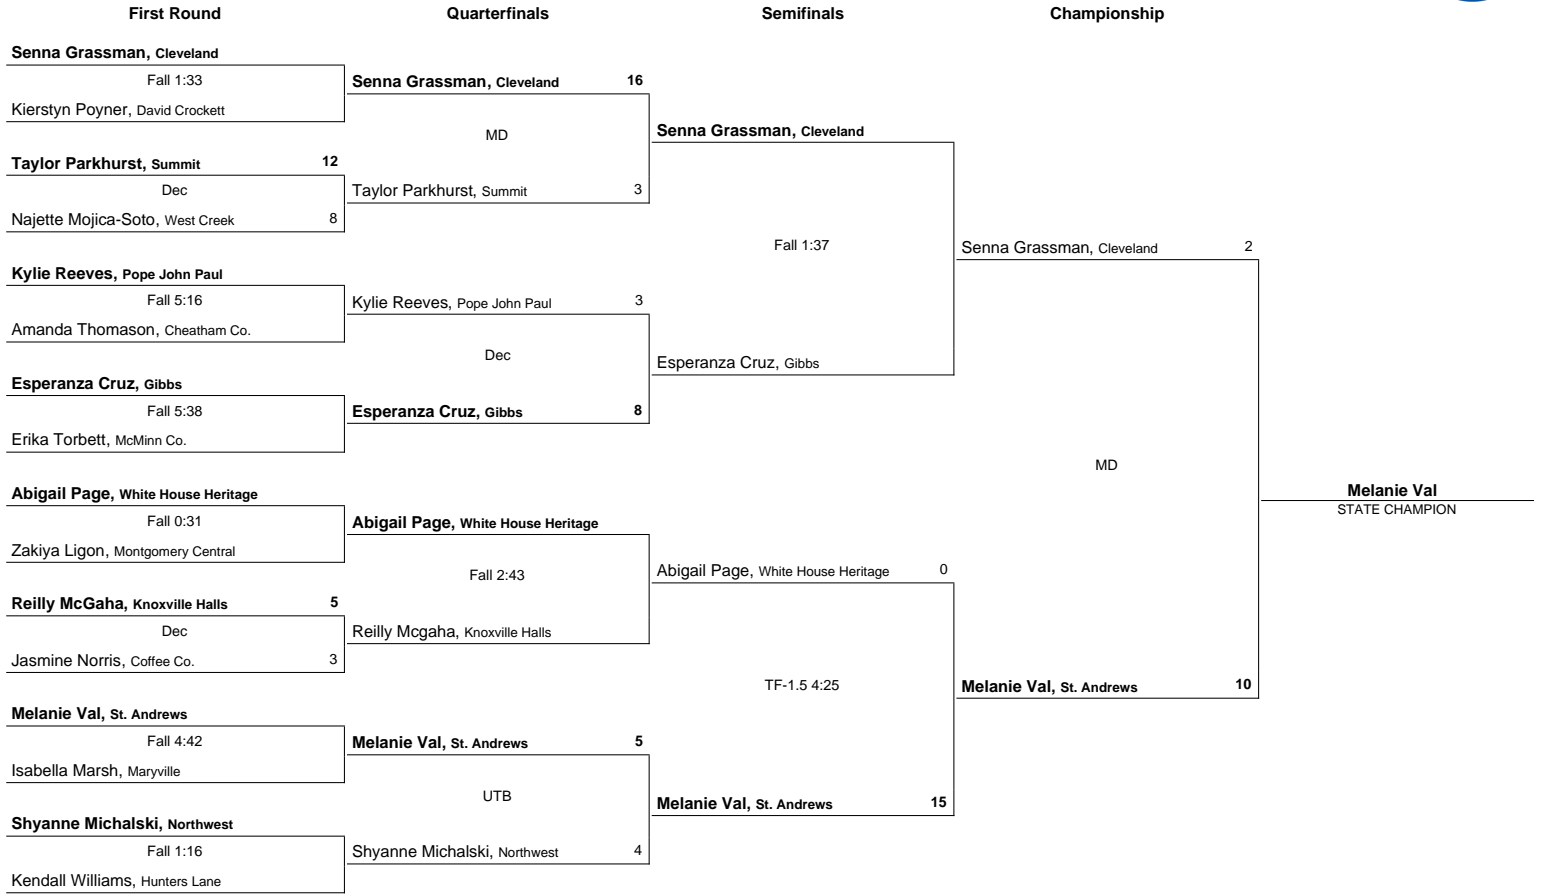 First Round Quarterfinals Semifinals Championship
Senna Grassman, Cleveland
Fall 1:33
Kierstyn Poyner, David Crockett
Taylor Parkhurst, Summit 12
Dec
Najette Mojica-Soto, West Creek 8
Kylie Reeves, Pope John Paul
Fall 5:16
Amanda Thomason, Cheatham Co.
Esperanza Cruz, Gibbs
Fall 5:38
Erika Torbett, McMinn Co.
Abigail Page, White House Heritage
Fall 0:31
Zakiya Ligon, Montgomery Central
Reilly McGaha, Knoxville Halls 5
Dec
Jasmine Norris, Coffee Co. 3
Melanie Val, St. Andrews
Fall 4:42
Isabella Marsh, Maryville
Shyanne Michalski, Northwest
Fall 1:16
Kendall Williams, Hunters Lane
Senna Grassman, Cleveland 16
MD
Taylor Parkhurst, Summit 3
Kylie Reeves, Pope John Paul 3
Dec
Esperanza Cruz, Gibbs 8
Abigail Page, White House Heritage
Fall 2:43
Reilly Mcgaha, Knoxville Halls
Melanie Val, St. Andrews 5
UTB
Shyanne Michalski, Northwest 4
Senna Grassman, Cleveland
Fall 1:37
Esperanza Cruz, Gibbs
Abigail Page, White House Heritage 0
TF-1.5 4:25
Melanie Val, St. Andrews 15
Senna Grassman, Cleveland 2
MD
Melanie Val, St. Andrews 10
Melanie Val
STATE CHAMPION